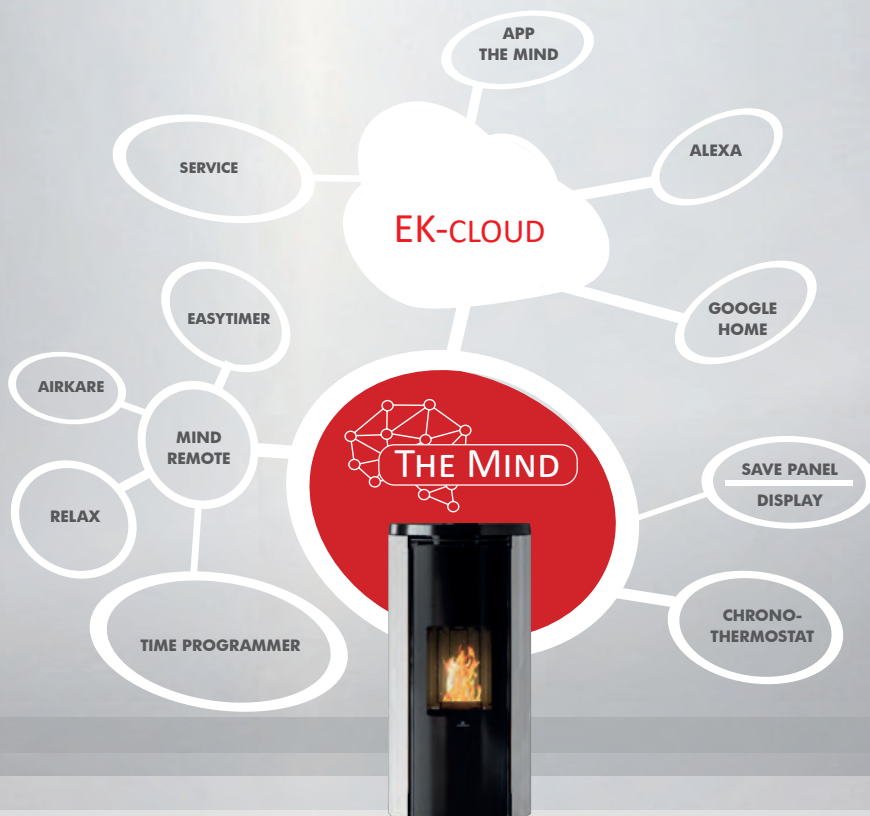 APP
THE MIND
SERVICE
ALEXA
EK-CLOUD
EASYTIMER
GOOGLE
HOME
AIRKARE
MIND
REMOTE
THE MIND
SAVE PANEL
DISPLAY
RELAX
CHRONO-
THERMOSTAT
TIME PROGRAMMER